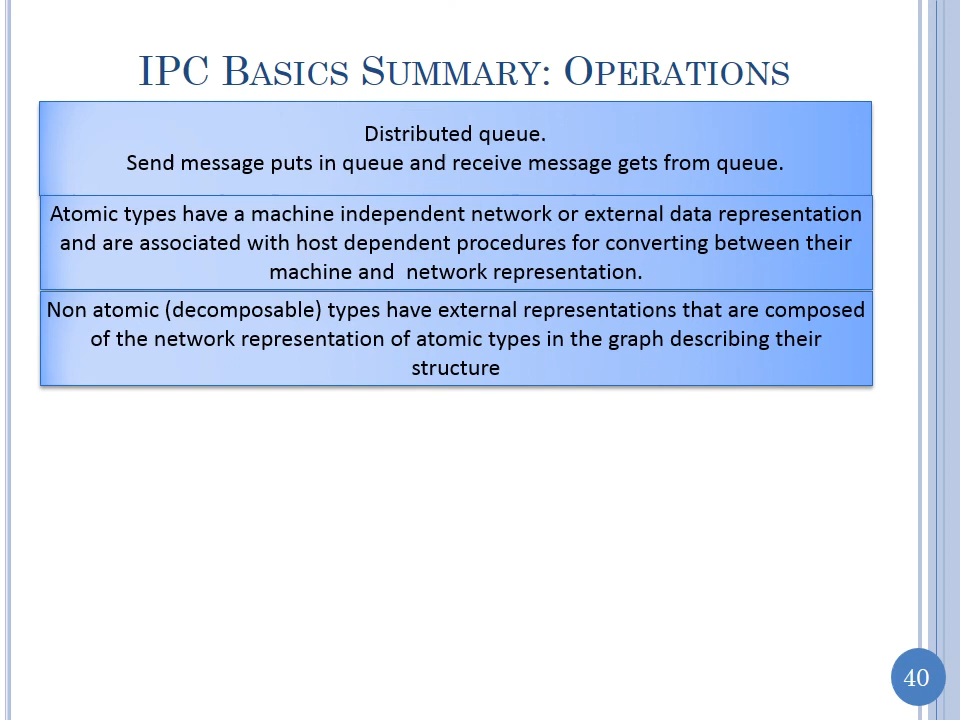 IPC Basics Summary: Operations
Distributed queue.
Send message puts in queue and receive message gets from queue.
Atomic types have a machine independent network or external data representation
and are associated with host dependent procedures for converting between their
machine and  network representation.
Non atomic (decomposable) types have external representations that are composed
of the network representation of atomic types in the graph describing their
structure
40